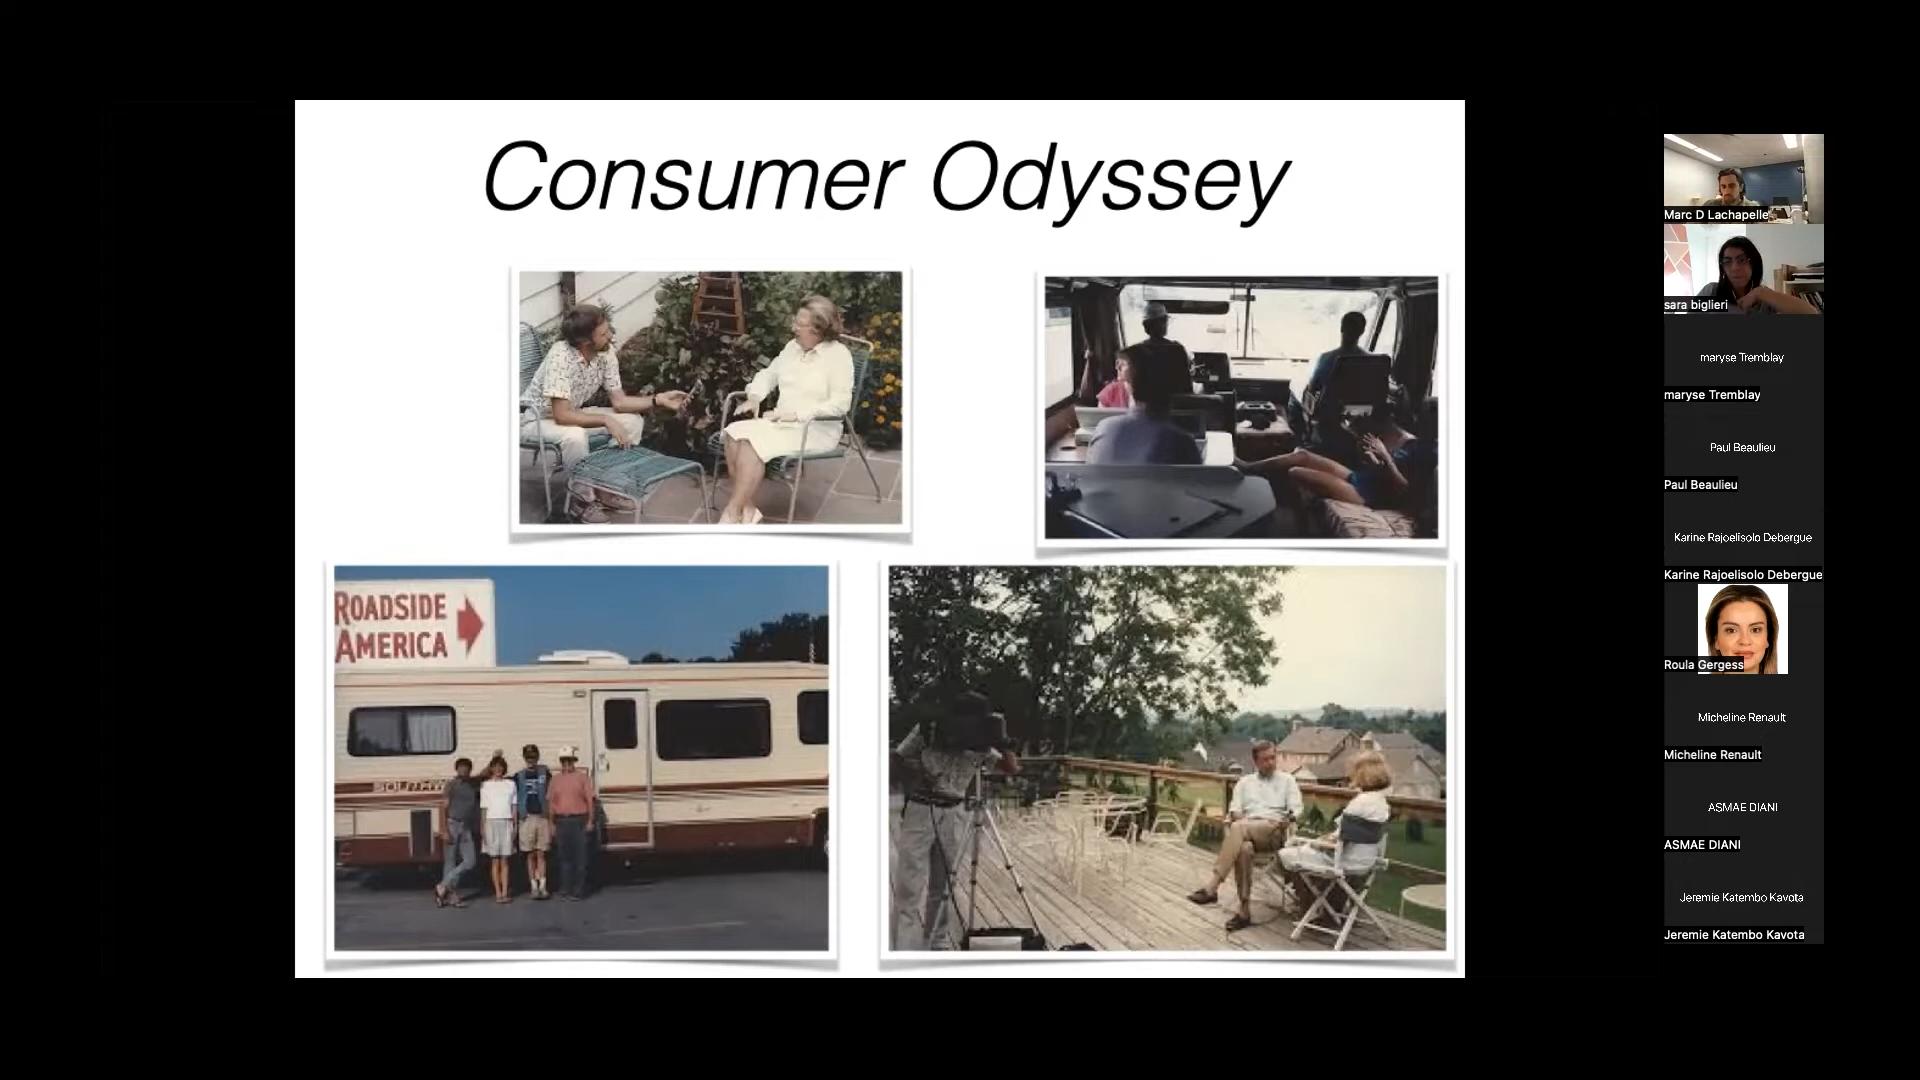 Consumer Odyssey
ROADSIDE
AMERICA
Marc D Lachapelle
sara biglieri
maryse Tremblay
maryse Tremblay
Paul Beaulieu
Paul Beaulieu
Karine Rajoelisolo Debergue
Karine Rajoelisolo Debergue
Roula Gergess
Micheline Renault
Micheline Renault
ASMAE DIANI
ASMAE DIANI
Jeremie Katembo Kavota
Jeremie Katembo Kavota